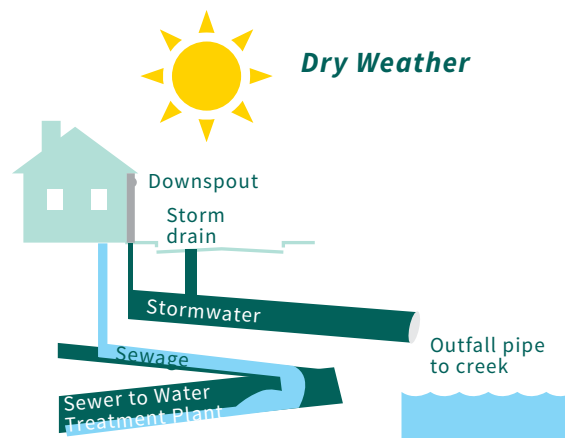 Dry Weather
Downspout
Storm
drain
Stormwater
Outfall pipe
to creek
Sewage
Sewer to Water
Treatment Plant